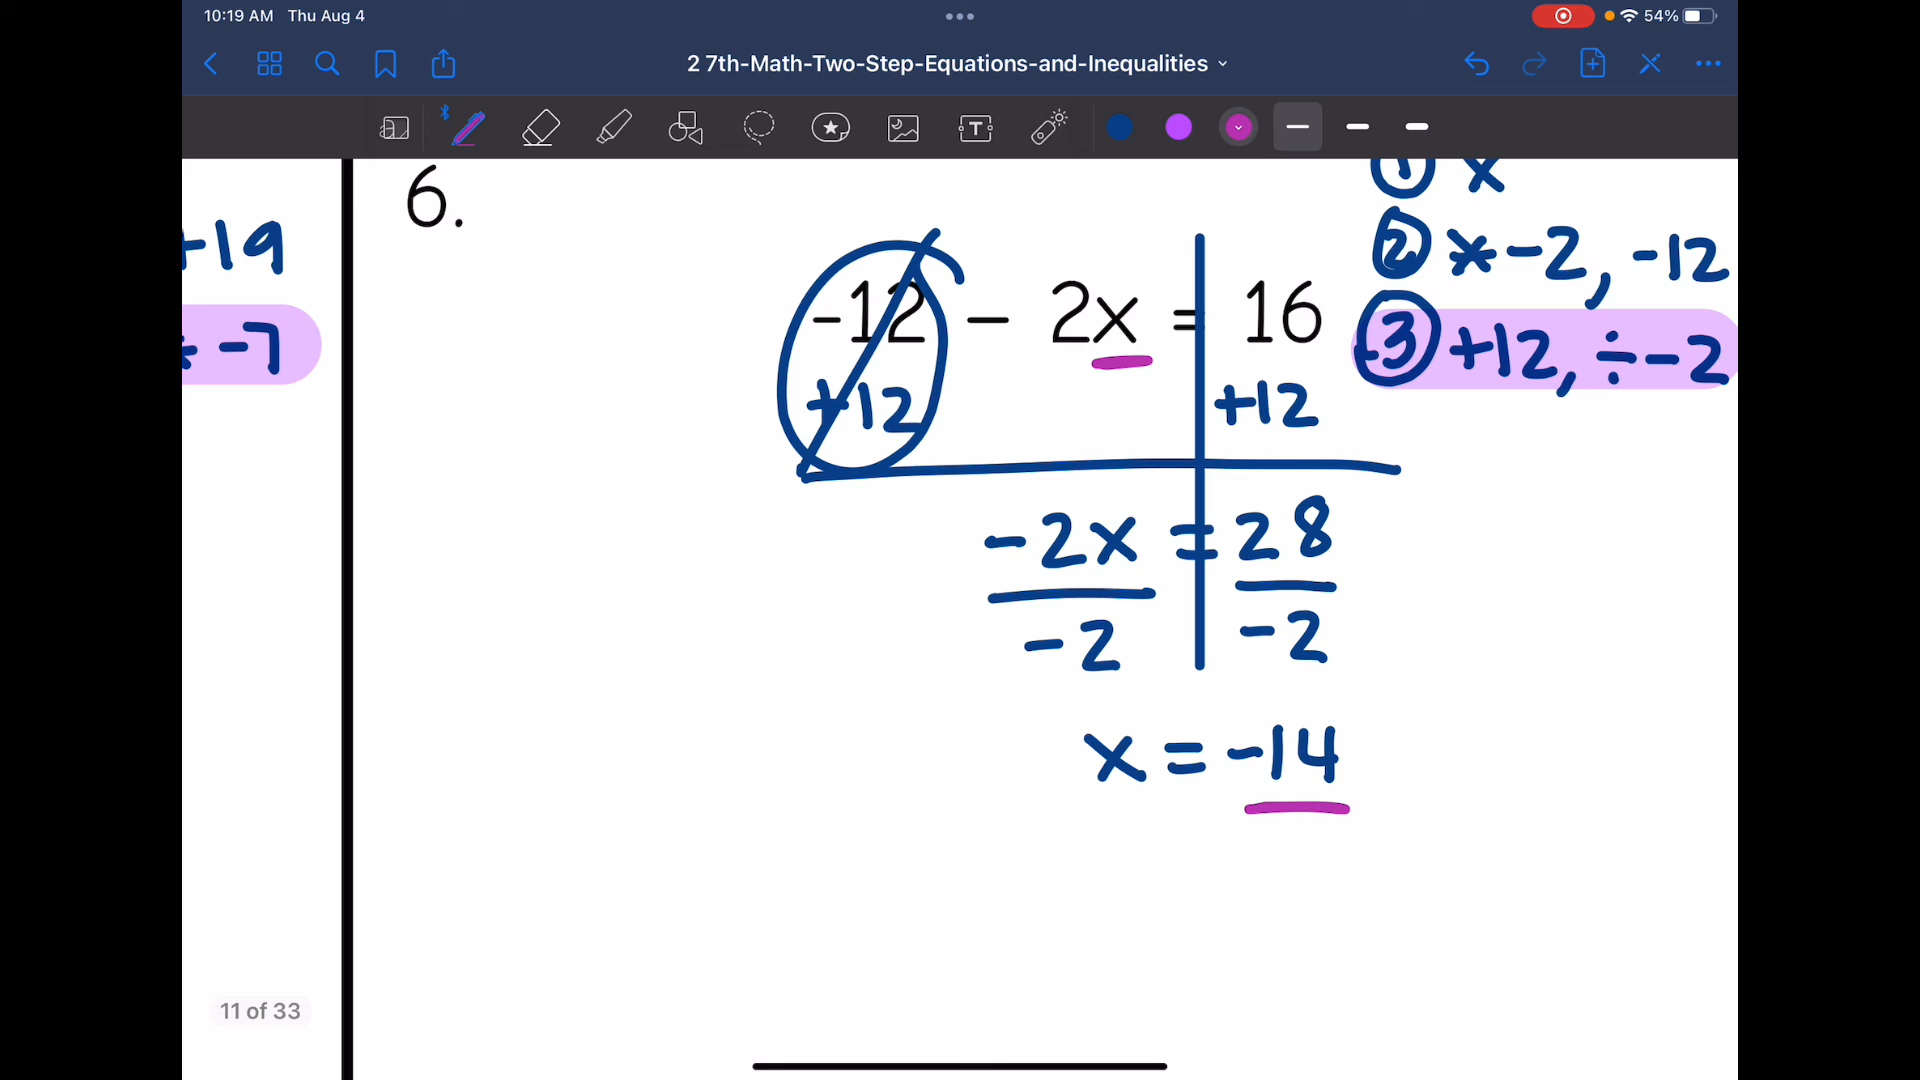 10:19 AM Thu Aug 4
54%
2 7th-Math-Two-Step-Equations-and-Inequalities
T
6.
① x
+19
② * -2, -12
-12 - 2x = 16
③ +12, ÷-2
* -7
+12 +12
-2x = 28
-2 -2
x = -14
11 of 33